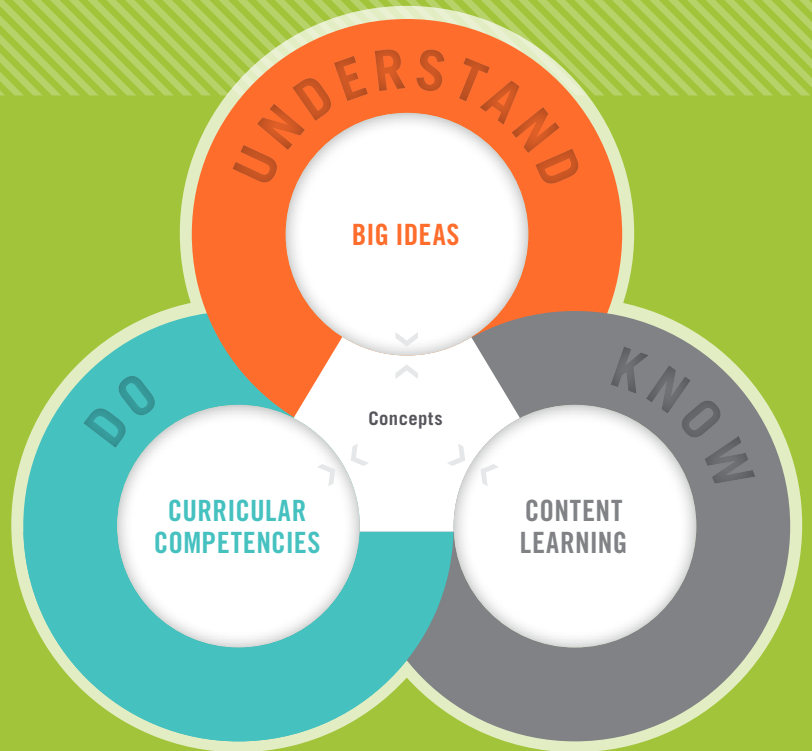 UNDERSTAND
BIG IDEAS
DO
KNOW
Concepts
CURRICULAR
COMPETENCIES
CONTENT
LEARNING